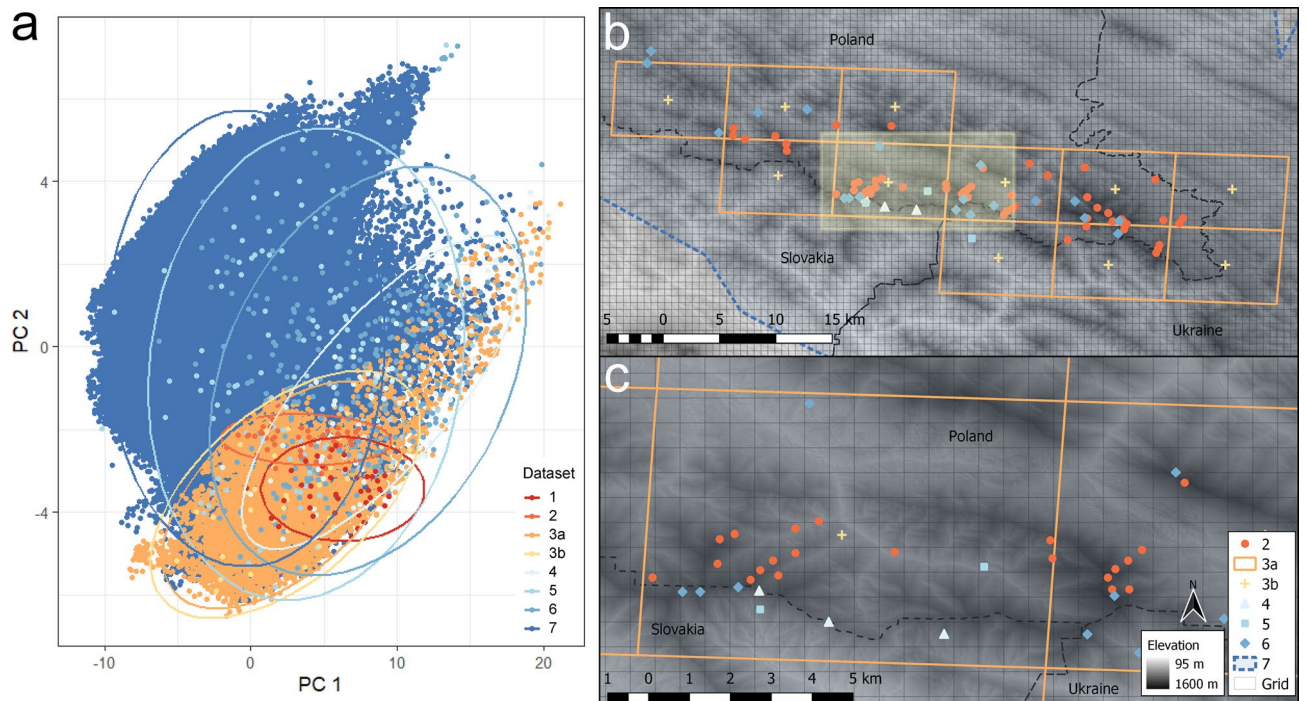 a
PC 2
4
0
-4
-10
0
10
20
PC 1
Dataset
1
2
3a
3b
4
5
6
7
b
Poland
Slovakia
Ukraine
5 0 5 10 15 km
c
Poland
Slovakia
Ukraine
1 0 1 2 3 4 5 km
N
Elevation
95 m
1600 m
2
3a
3b
4
5
6
7
Grid